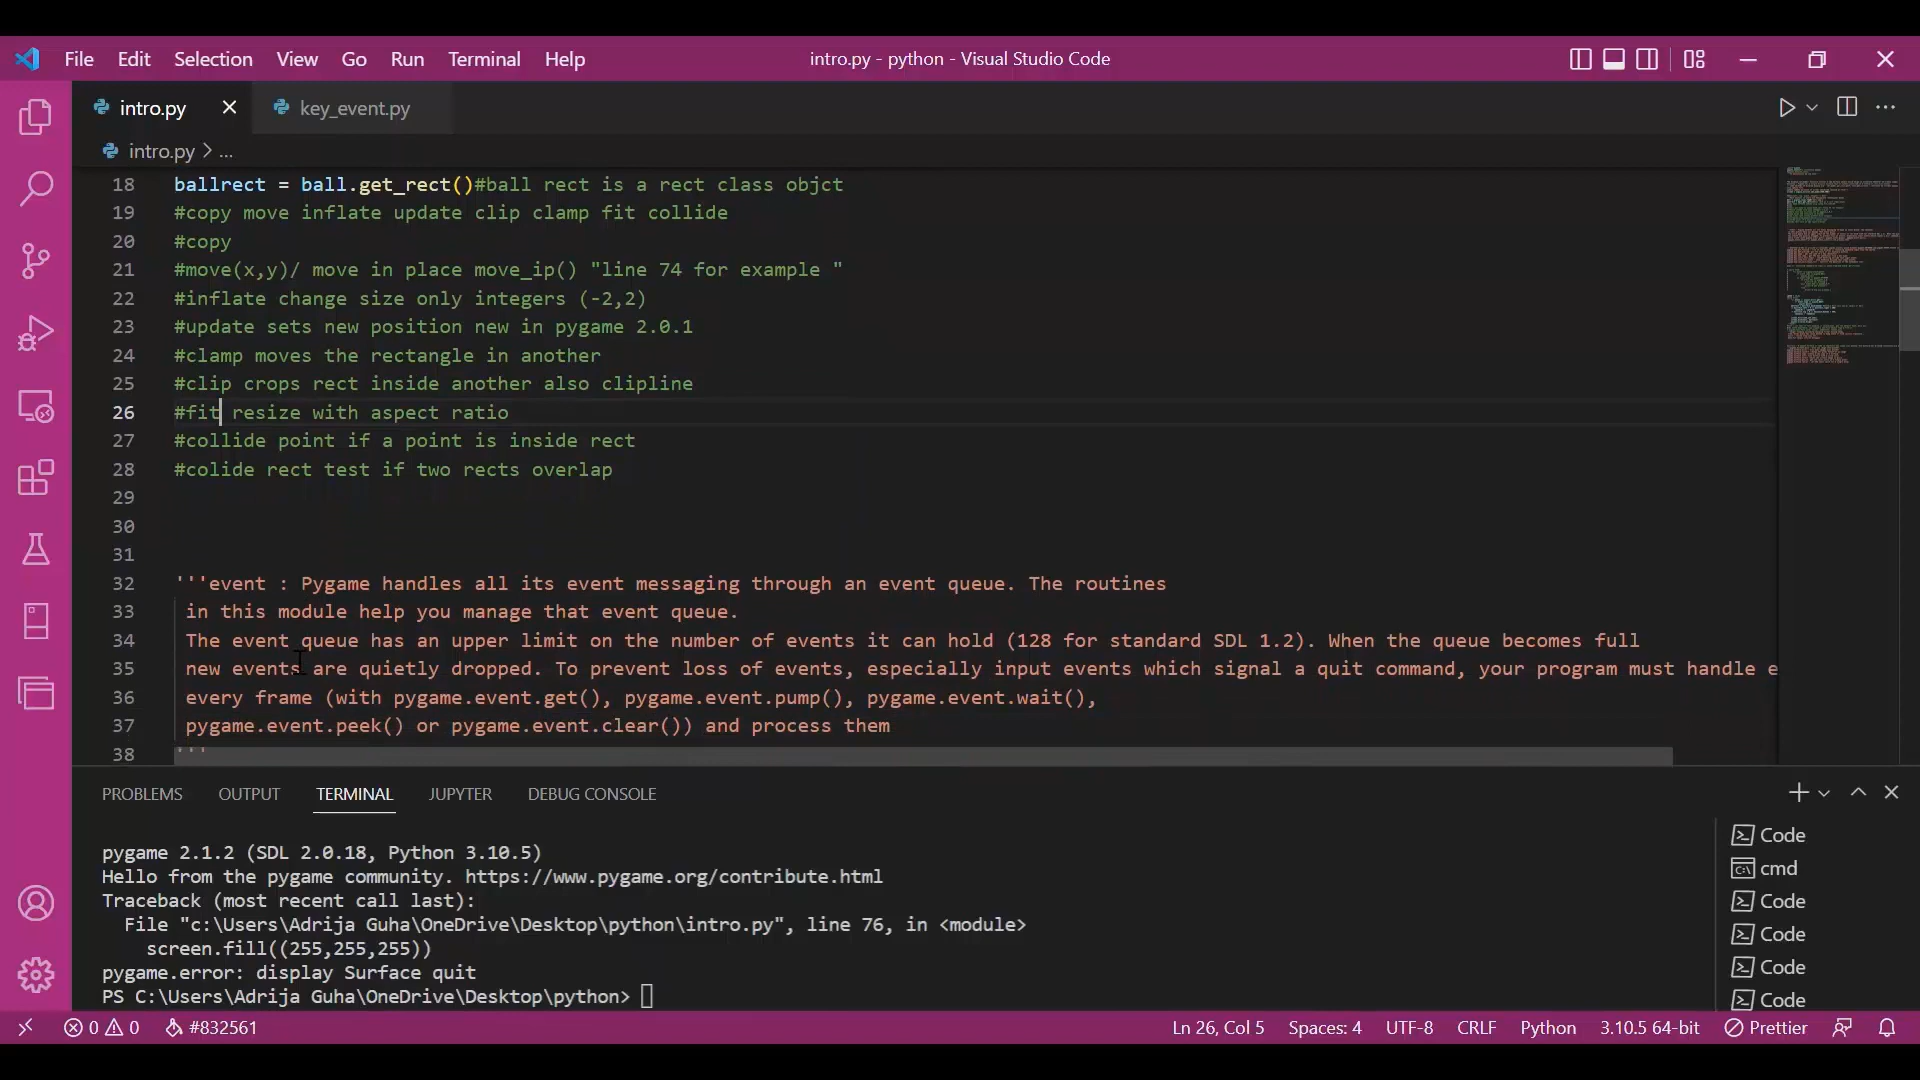 File Edit Selection View Go Run Terminal Help intro.py - python - Visual Studio Code
intro.py key_event.py
intro.py > ...
18 ballrect = ball.get_rect()#ball rect is a rect class objct
19 #copy move inflate update clip clamp fit collide
20 #copy
21 #move(x,y)/ move in place move_ip() "line 74 for example "
22 #inflate change size only integers (-2,2)
23 #update sets new position new in pygame 2.0.1
24 #clamp moves the rectangle in another
25 #clip crops rect inside another also clipline
26 #fit resize with aspect ratio
27 #collide point if a point is inside rect
28 #colide rect test if two rects overlap
29
30
31
32 '''event : Pygame handles all its event messaging through an event queue. The routines
33 in this module help you manage that event queue.
34 The event queue has an upper limit on the number of events it can hold (128 for standard SDL 1.2). When the queue becomes full
35 new events are quietly dropped. To prevent loss of events, especially input events which signal a quit command, your program must handle e
36 every frame (with pygame.event.get(), pygame.event.pump(), pygame.event.wait(),
37 pygame.event.peek() or pygame.event.clear()) and process them
38 '''
PROBLEMS OUTPUT TERMINAL JUPYTER DEBUG CONSOLE
pygame 2.1.2 (SDL 2.0.18, Python 3.10.5)
Hello from the pygame community. https://www.pygame.org/contribute.html
Traceback (most recent call last):
File "c:\Users\Adrija Guha\OneDrive\Desktop\python\intro.py", line 76, in <module>
screen.fill((255,255,255))
pygame.error: display Surface quit
PS C:\Users\Adrija Guha\OneDrive\Desktop\python>
Code
cmd
Code
Code
Code
Code
0 0 #832561 Ln 26, Col 5 Spaces: 4 UTF-8 CRLF Python 3.10.5 64-bit Prettier